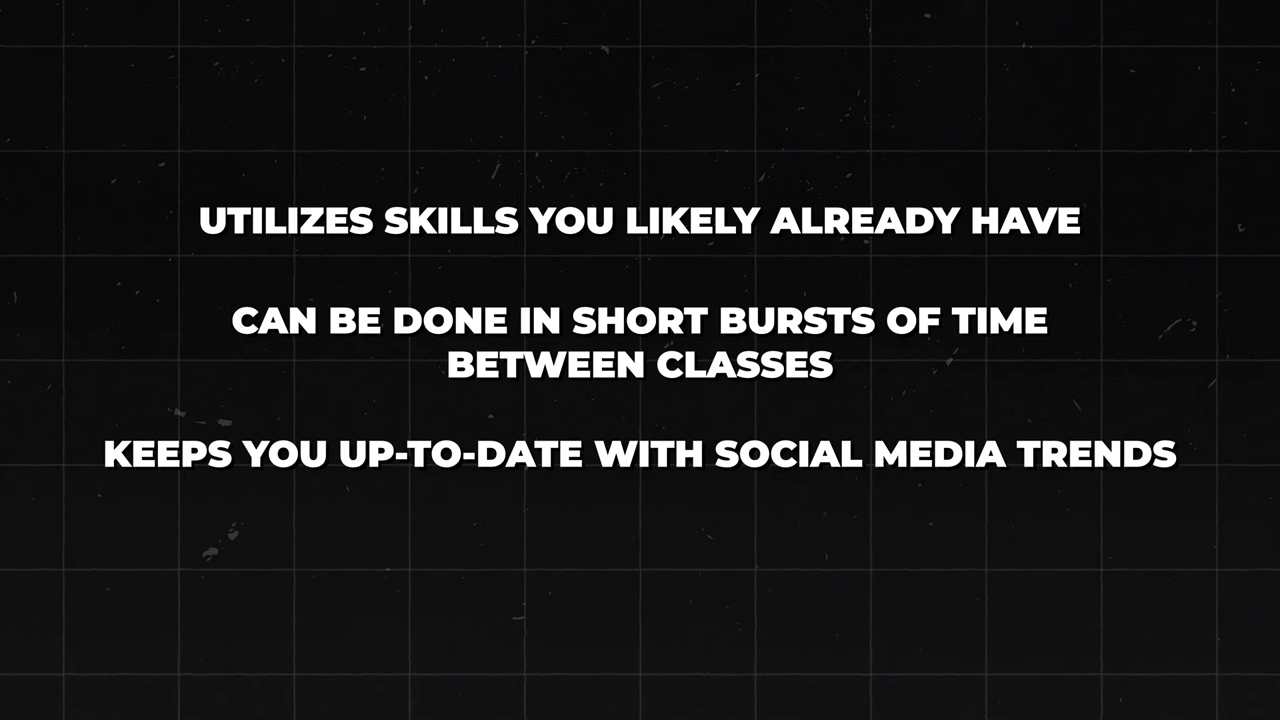 UTILIZES SKILLS YOU LIKELY ALREADY HAVE
CAN BE DONE IN SHORT BURSTS OF TIME
BETWEEN CLASSES
KEEPS YOU UP-TO-DATE WITH SOCIAL MEDIA TRENDS